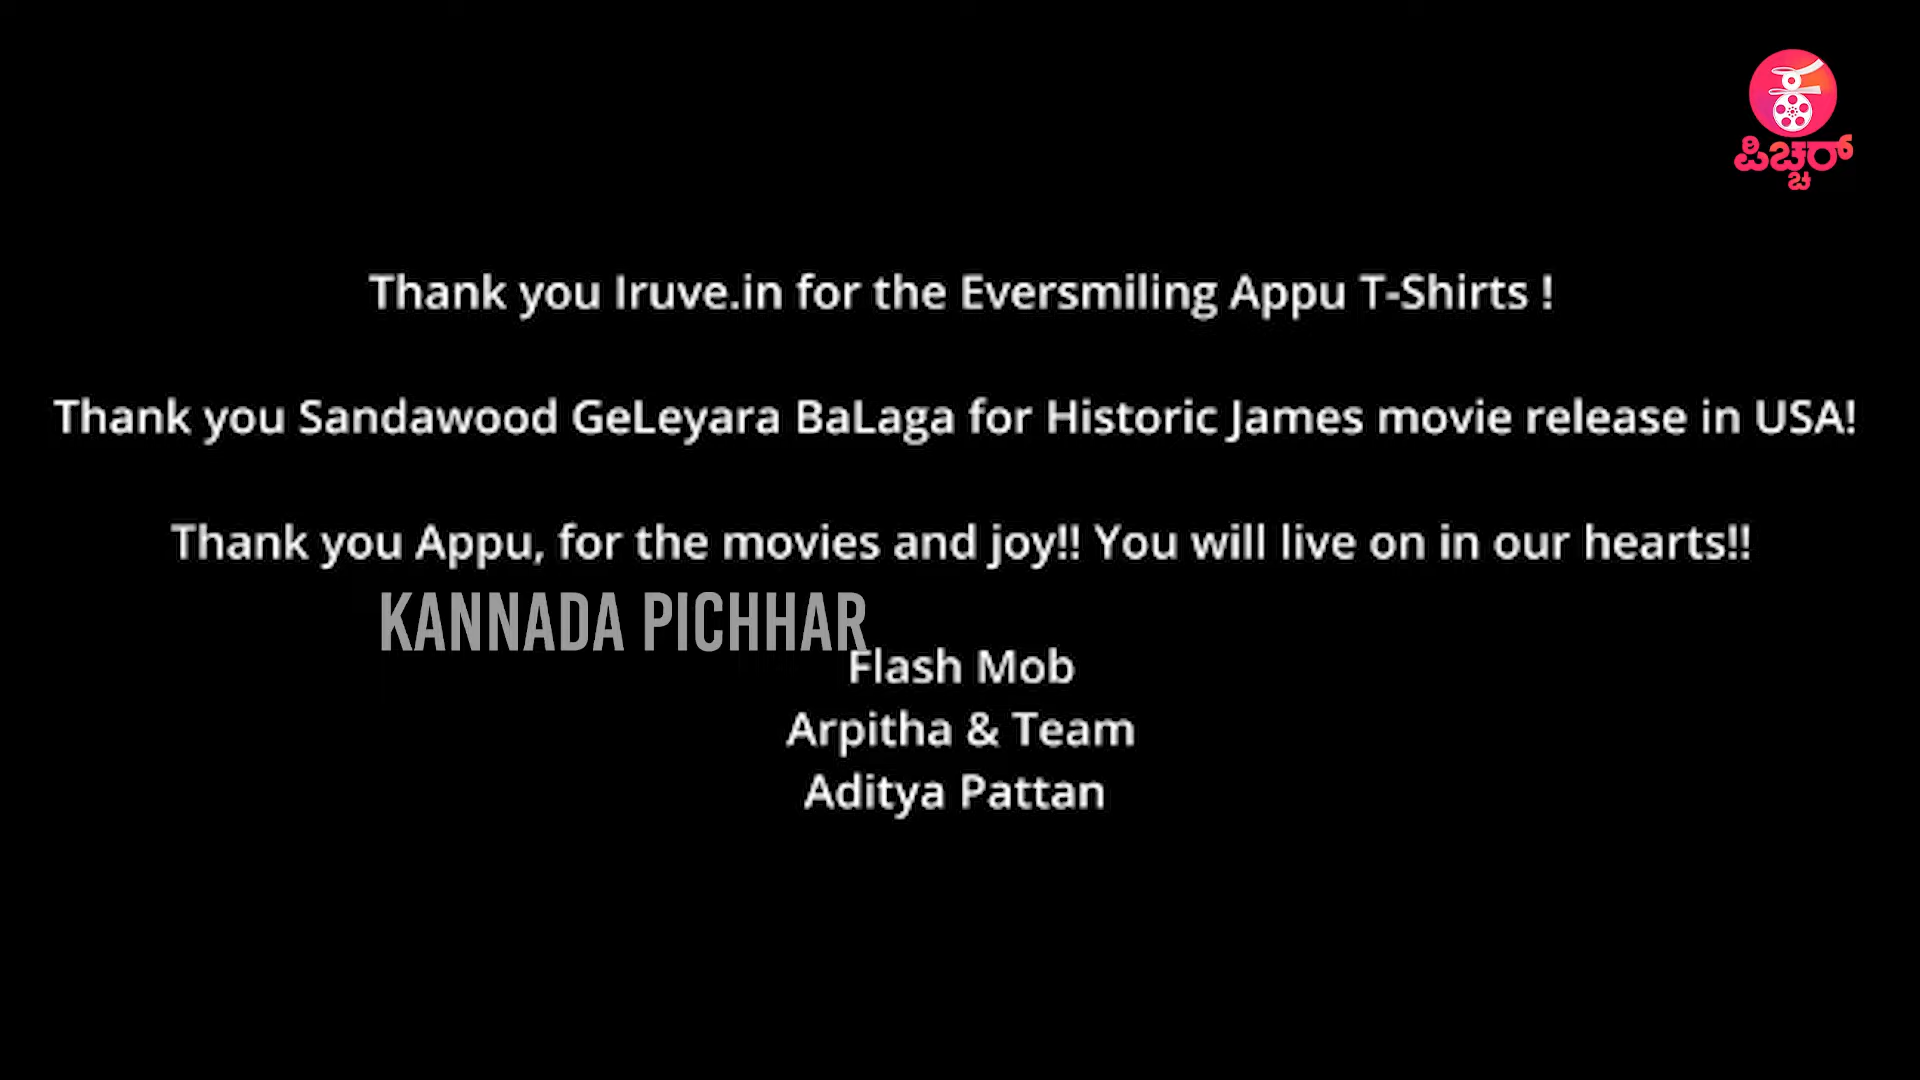 ಕ
ಪಿಚ್ಚರ್
Thank you Iruve.in for the Eversmiling Appu T-Shirts !
Thank you Sandawood GeLeyara BaLaga for Historic James movie release in USA!
Thank you Appu, for the movies and joy!! You will live on in our hearts!!
KANNADA PICHHAR
Flash Mob
Arpitha & Team
Aditya Pattan